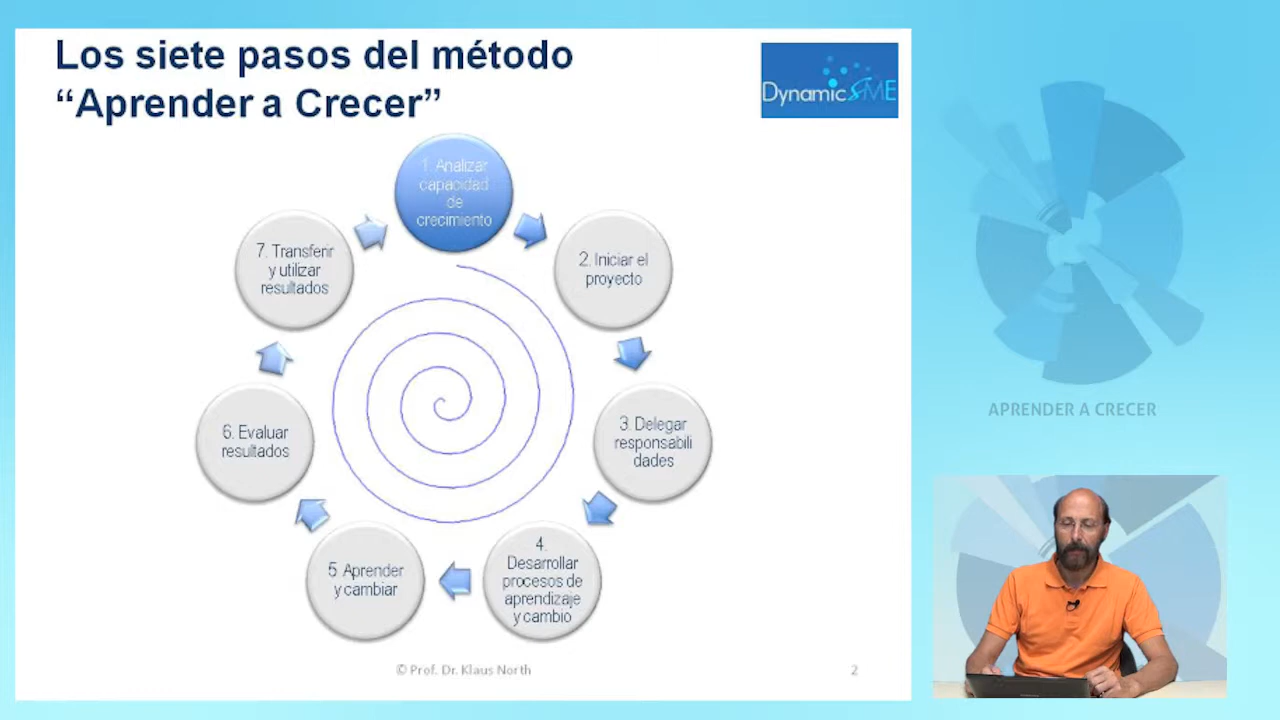 Los siete pasos del método
“Aprender a Crecer”
DynamicSME
1. Analizar
capacidad
de
crecimiento
2. Iniciar el
proyecto
3. Delegar
responsabili
dades
4.
Desarrollar
procesos de
aprendizaje
y cambio
5 Aprender
y cambiar
6. Evaluar
resultados
7. Transferir
y utilizar
resultados
© Prof. Dr. Klaus North
2
APRENDER A CRECER